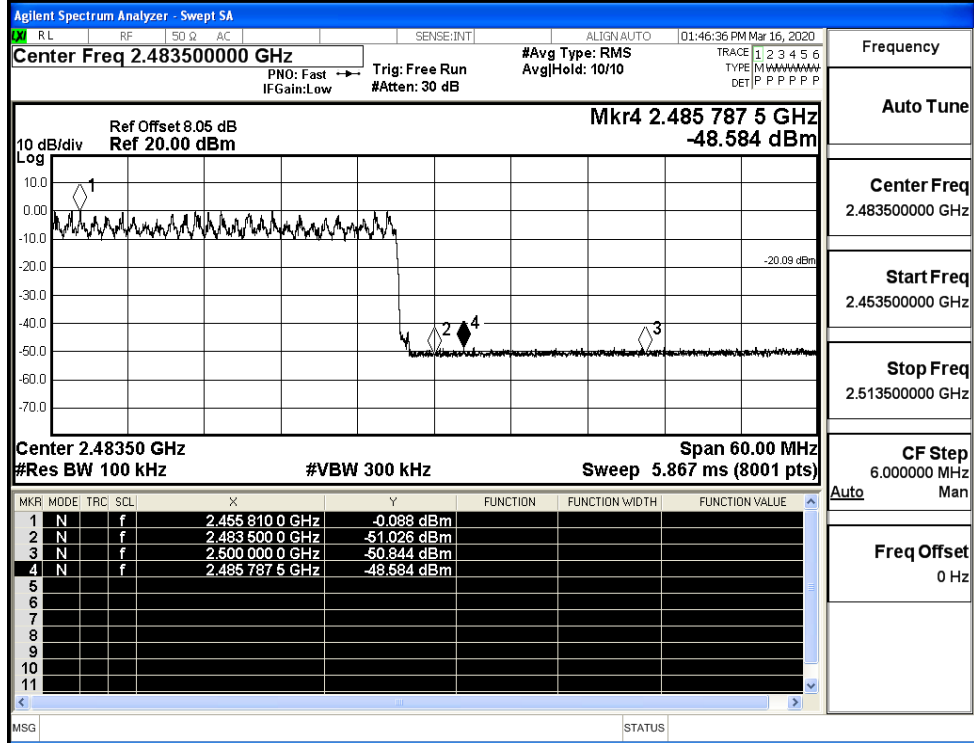 Agilent Spectrum Analyzer - Swept SA
LXI RL RF 50 Ω AC SENSE:INT ALIGNAUTO 01:46:36 PM Mar 16, 2020
Center Freq 2.483500000 GHz
PNO: Fast
IFGain:Low
Trig: Free Run
#Atten: 30 dB
#Avg Type: RMS
Avg|Hold: 10/10
TRACE 1 2 3 4 5 6
TYPE M W W W W W
DET P P P P P P
Frequency
Mkr4 2.485 787 5 GHz
-48.584 dBm
Ref Offset 8.05 dB
10 dB/div Ref 20.00 dBm
Log
10.0
0.00
-10.0
-20.0
-30.0
-40.0
-50.0
-60.0
-70.0
1
2
4
3
-20.09 dBm
Center 2.48350 GHz Span 60.00 MHz
#Res BW 100 kHz #VBW 300 kHz Sweep 5.867 ms (8001 pts)
MKR MODE TRC SCL X Y FUNCTION FUNCTION WIDTH FUNCTION VALUE
1 N f 2.455 810 0 GHz -0.088 dBm
2 N f 2.483 500 0 GHz -51.026 dBm
3 N f 2.500 000 0 GHz -50.844 dBm
4 N f 2.485 787 5 GHz -48.584 dBm
5
6
7
8
9
10
11
MSG STATUS
Auto Tune
Center Freq
2.483500000 GHz
Start Freq
2.453500000 GHz
Stop Freq
2.513500000 GHz
CF Step
6.000000 MHz
Auto Man
Freq Offset
0 Hz